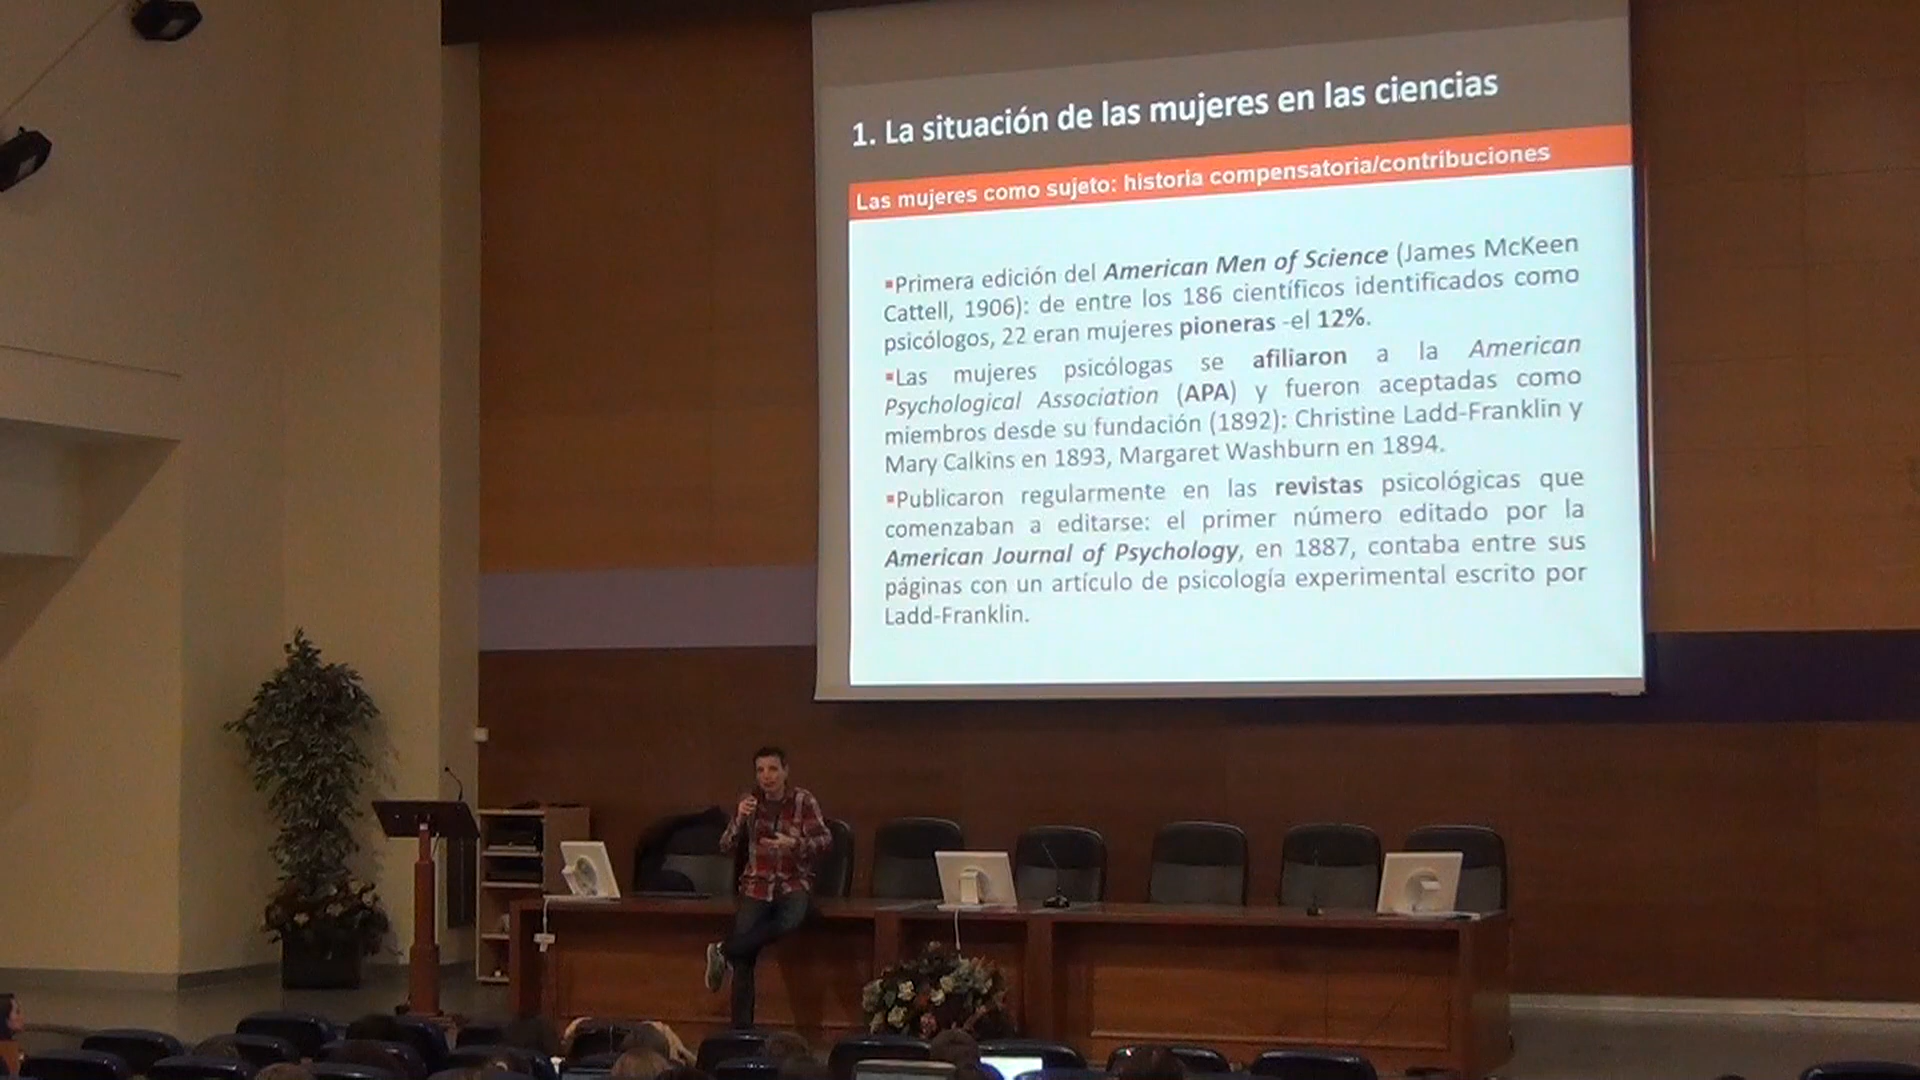 1. La situación de las mujeres en las ciencias
Las mujeres como sujeto: historia compensatoria/contribuciones
▪Primera edición del American Men of Science (James McKeen
Cattell, 1906): de entre los 186 científicos identificados como
psicólogos, 22 eran mujeres pioneras -el 12%.
▪Las mujeres psicólogas se afiliaron a la American
Psychological Association (APA) y fueron aceptadas como
miembros desde su fundación (1892): Christine Ladd-Franklin y
Mary Calkins en 1893, Margaret Washburn en 1894.
▪Publicaron regularmente en las revistas psicológicas que
comenzaban a editarse: el primer número editado por la
American Journal of Psychology, en 1887, contaba entre sus
páginas con un artículo de psicología experimental escrito por
Ladd-Franklin.